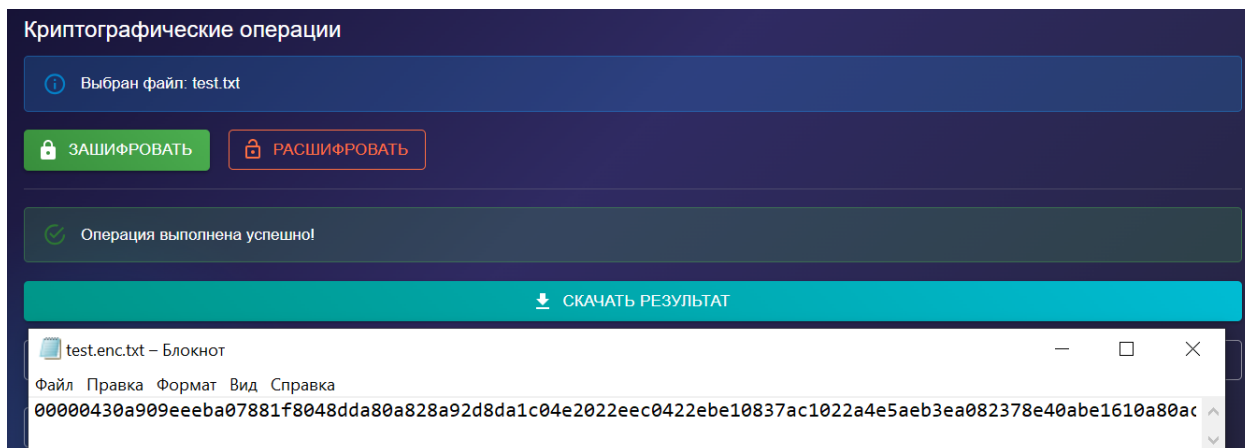 Криптографические операции
Выбран файл: test.txt
ЗАШИФРОВАТЬ РАСШИФРОВАТЬ
Операция выполнена успешно!
СКАЧАТЬ РЕЗУЛЬТАТ
test.enc.txt – Блокнот
Файл Правка Формат Вид Справка
00000430a909eeeba07881f8048dda80a828a92d8da1c04e2022eec0422ebe10837ac1022a4e5aeb3ea082378e40abe1610a80ac